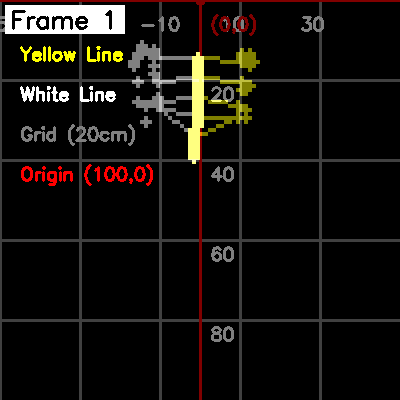 Frame 1
-10
30
(0,0)
Yellow Line
White Line
20
Grid (20cm)
Origin (100,0)
40
60
80